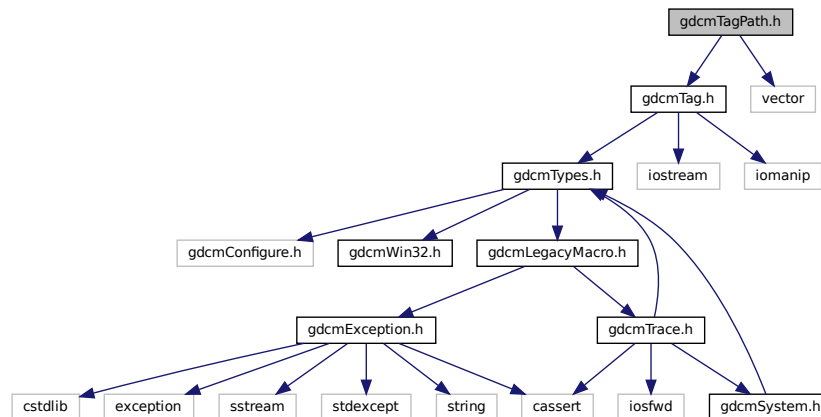 gdcmTagPath.h
gdcmTag.h
vector
gdcmTypes.h
iostream
iomanip
gdcmConfigure.h
gdcmWin32.h
gdcmLegacyMacro.h
gdcmException.h
gdcmTrace.h
cstdlib
exception
sstream
stdexcept
string
cassert
iosfwd
gdcmSystem.h